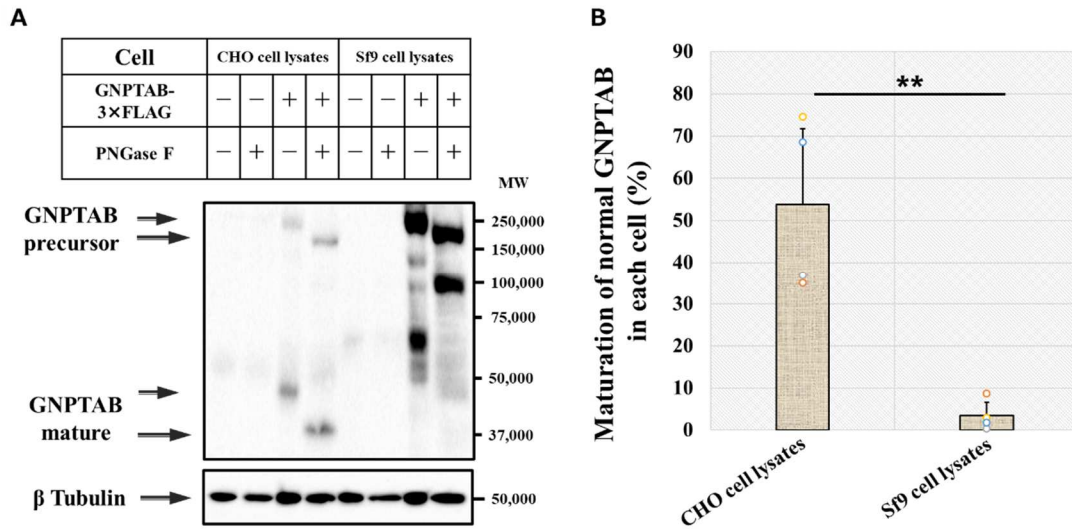 A
Cell CHO cell lysates Sf9 cell lysates
GNPTAB-
3×FLAG − − + + − − + +
PNGase F − + − + − + − +
MW
GNPTAB
precursor
250,000
150,000
100,000
75,000
50,000
GNPTAB
mature
37,000
β Tubulin 50,000
B
Maturation of normal GNPTAB
in each cell (%)
90
80
70
60
50
40
30
20
10
0
**
CHO cell lysates
Sf9 cell lysates